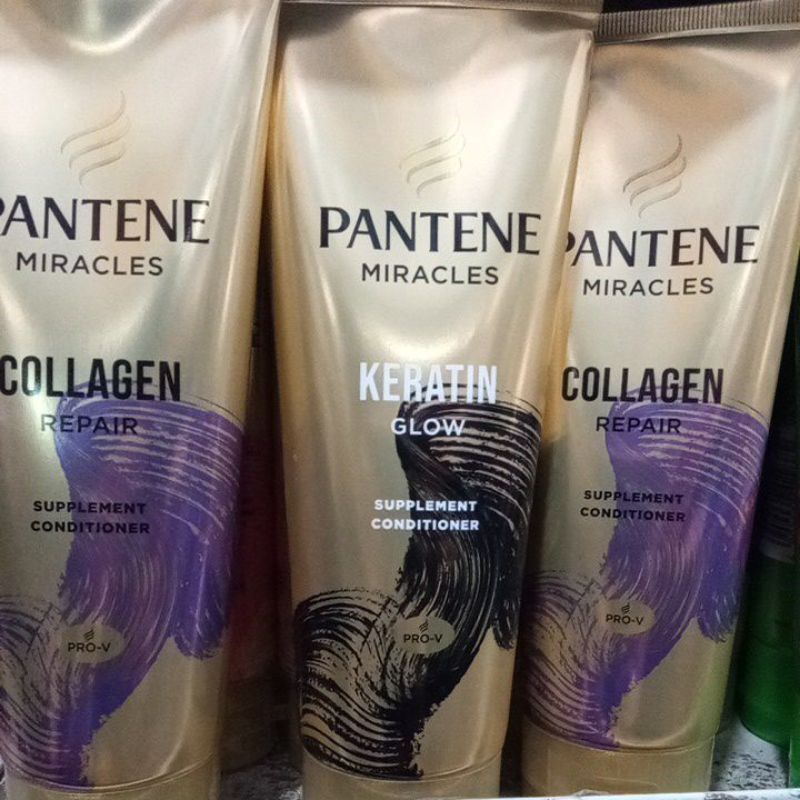 PANTENE
MIRACLES
COLLAGEN
REPAIR
SUPPLEMENT
CONDITIONER
PRO-V
PANTENE
MIRACLES
KERATIN
GLOW
SUPPLEMENT
CONDITIONER
PRO-V
PANTENE
MIRACLES
COLLAGEN
REPAIR
SUPPLEMENT
CONDITIONER
PRO-V